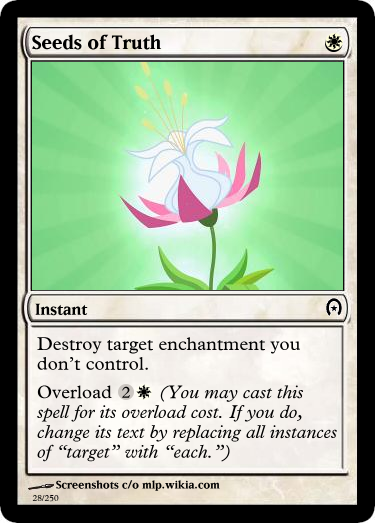 Seeds of Truth
Instant
Destroy target enchantment you
don't control.
Overload 2 (You may cast this
spell for its overload cost. If you do,
change its text by replacing all instances
of “target” with “each.”)
Screenshots c/o mlp.wikia.com
28/250